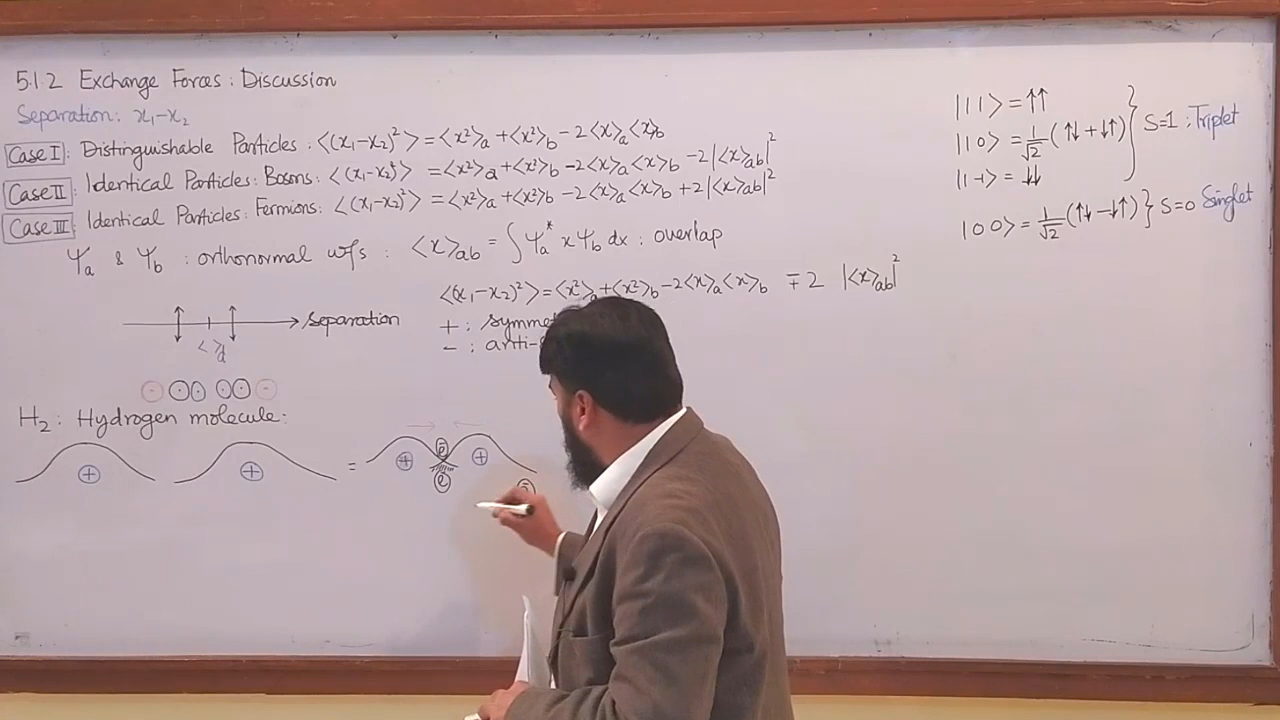 5.1.2 Exchange Forces: Discussion
Separation: x₁-x₂
Case I: Distinguishable Particles: <(x₁-x₂)²> = <x²>a + <x²>b - 2<x>a<x>b
Case II: Identical Particles: Bosons: <(x₁-x₂)²> = <x²>a + <x²>b - 2<x>a<x>b - 2|<x>ab|²
Case III: Identical Particles: Fermions: <(x₁-x₂)²> = <x²>a + <x²>b - 2<x>a<x>b + 2|<x>ab|²
Ψa & Ψb : orthonormal w/fs : <x>ab = ∫ Ψa* x Ψb dx : overlap
<(x₁-x₂)²> = <x²>a + <x²>b - 2<x>a<x>b ∓ 2 |<x>ab|²
Separation
+ :
- :
< >d
H₂: Hydrogen molecule:
+ + = + ē + ē
|1 1> = ↑↑
|1 0> = 1/√2 (↑↓ + ↓↑) } S=1 : Triplet
|1 -1> = ↓↓
|0 0> = 1/√2 (↑↓ - ↓↑) } S=0 Singlet